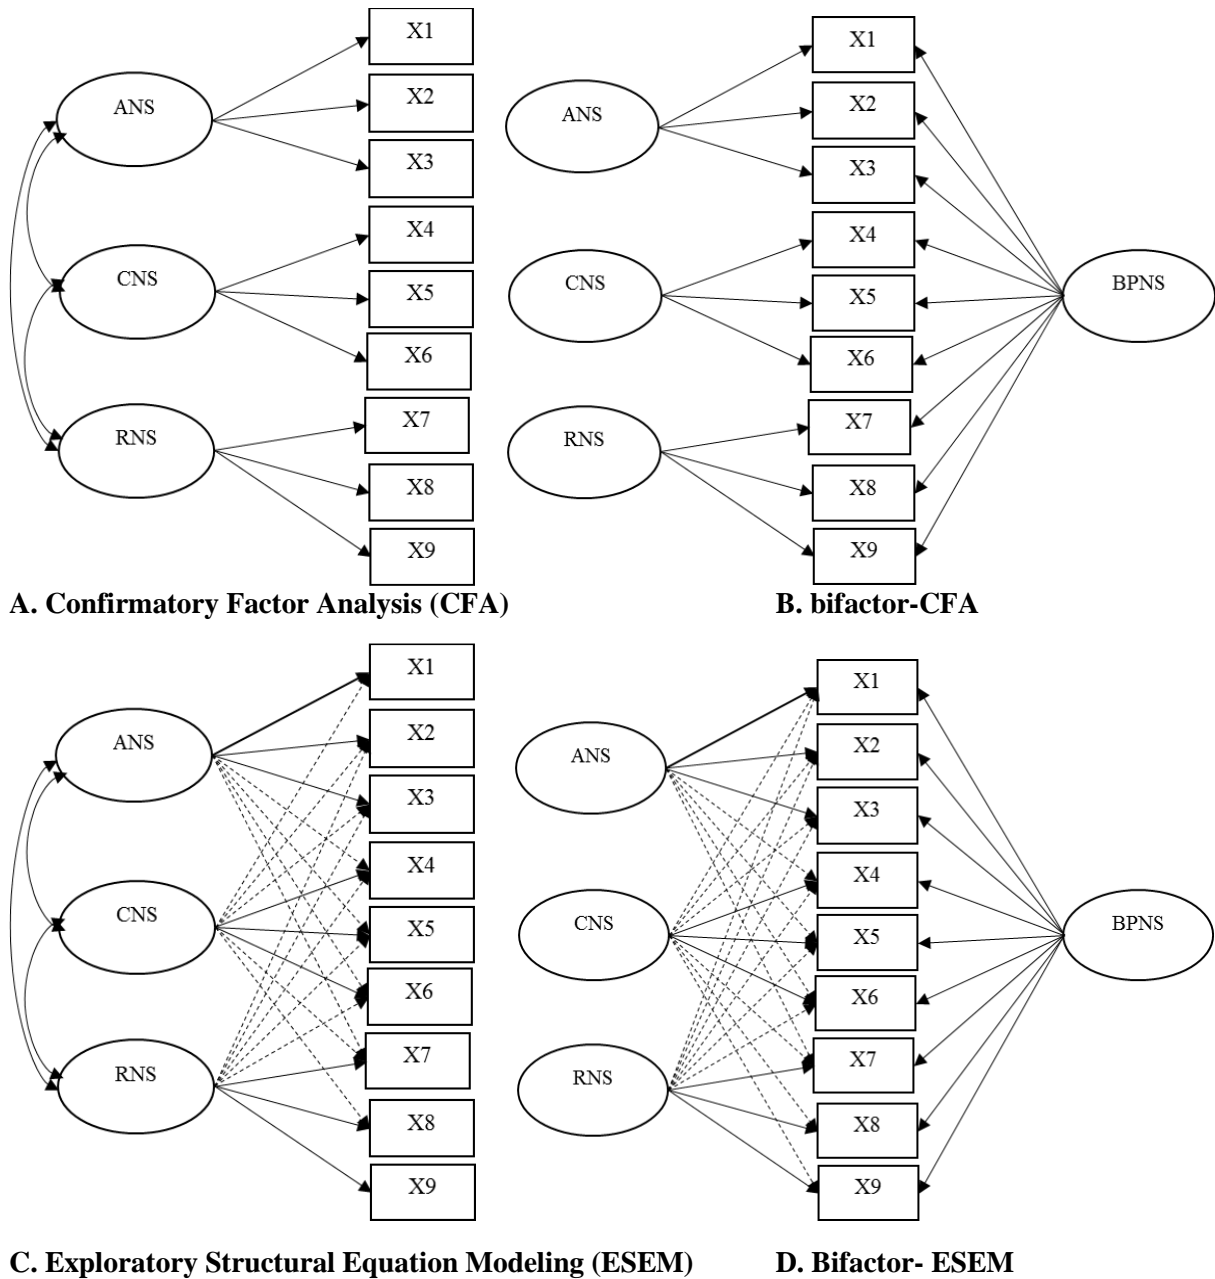 X1
X2
X3
X4
X5
X6
X7
X8
X9
ANS
CNS
RNS
A. Confirmatory Factor Analysis (CFA)
X1
X2
X3
X4
X5
X6
X7
X8
X9
ANS
CNS
RNS
BPNS
B. bifactor-CFA
X1
X2
X3
X4
X5
X6
X7
X8
X9
ANS
CNS
RNS
C. Exploratory Structural Equation Modeling (ESEM)
X1
X2
X3
X4
X5
X6
X7
X8
X9
ANS
CNS
RNS
BPNS
D. Bifactor- ESEM